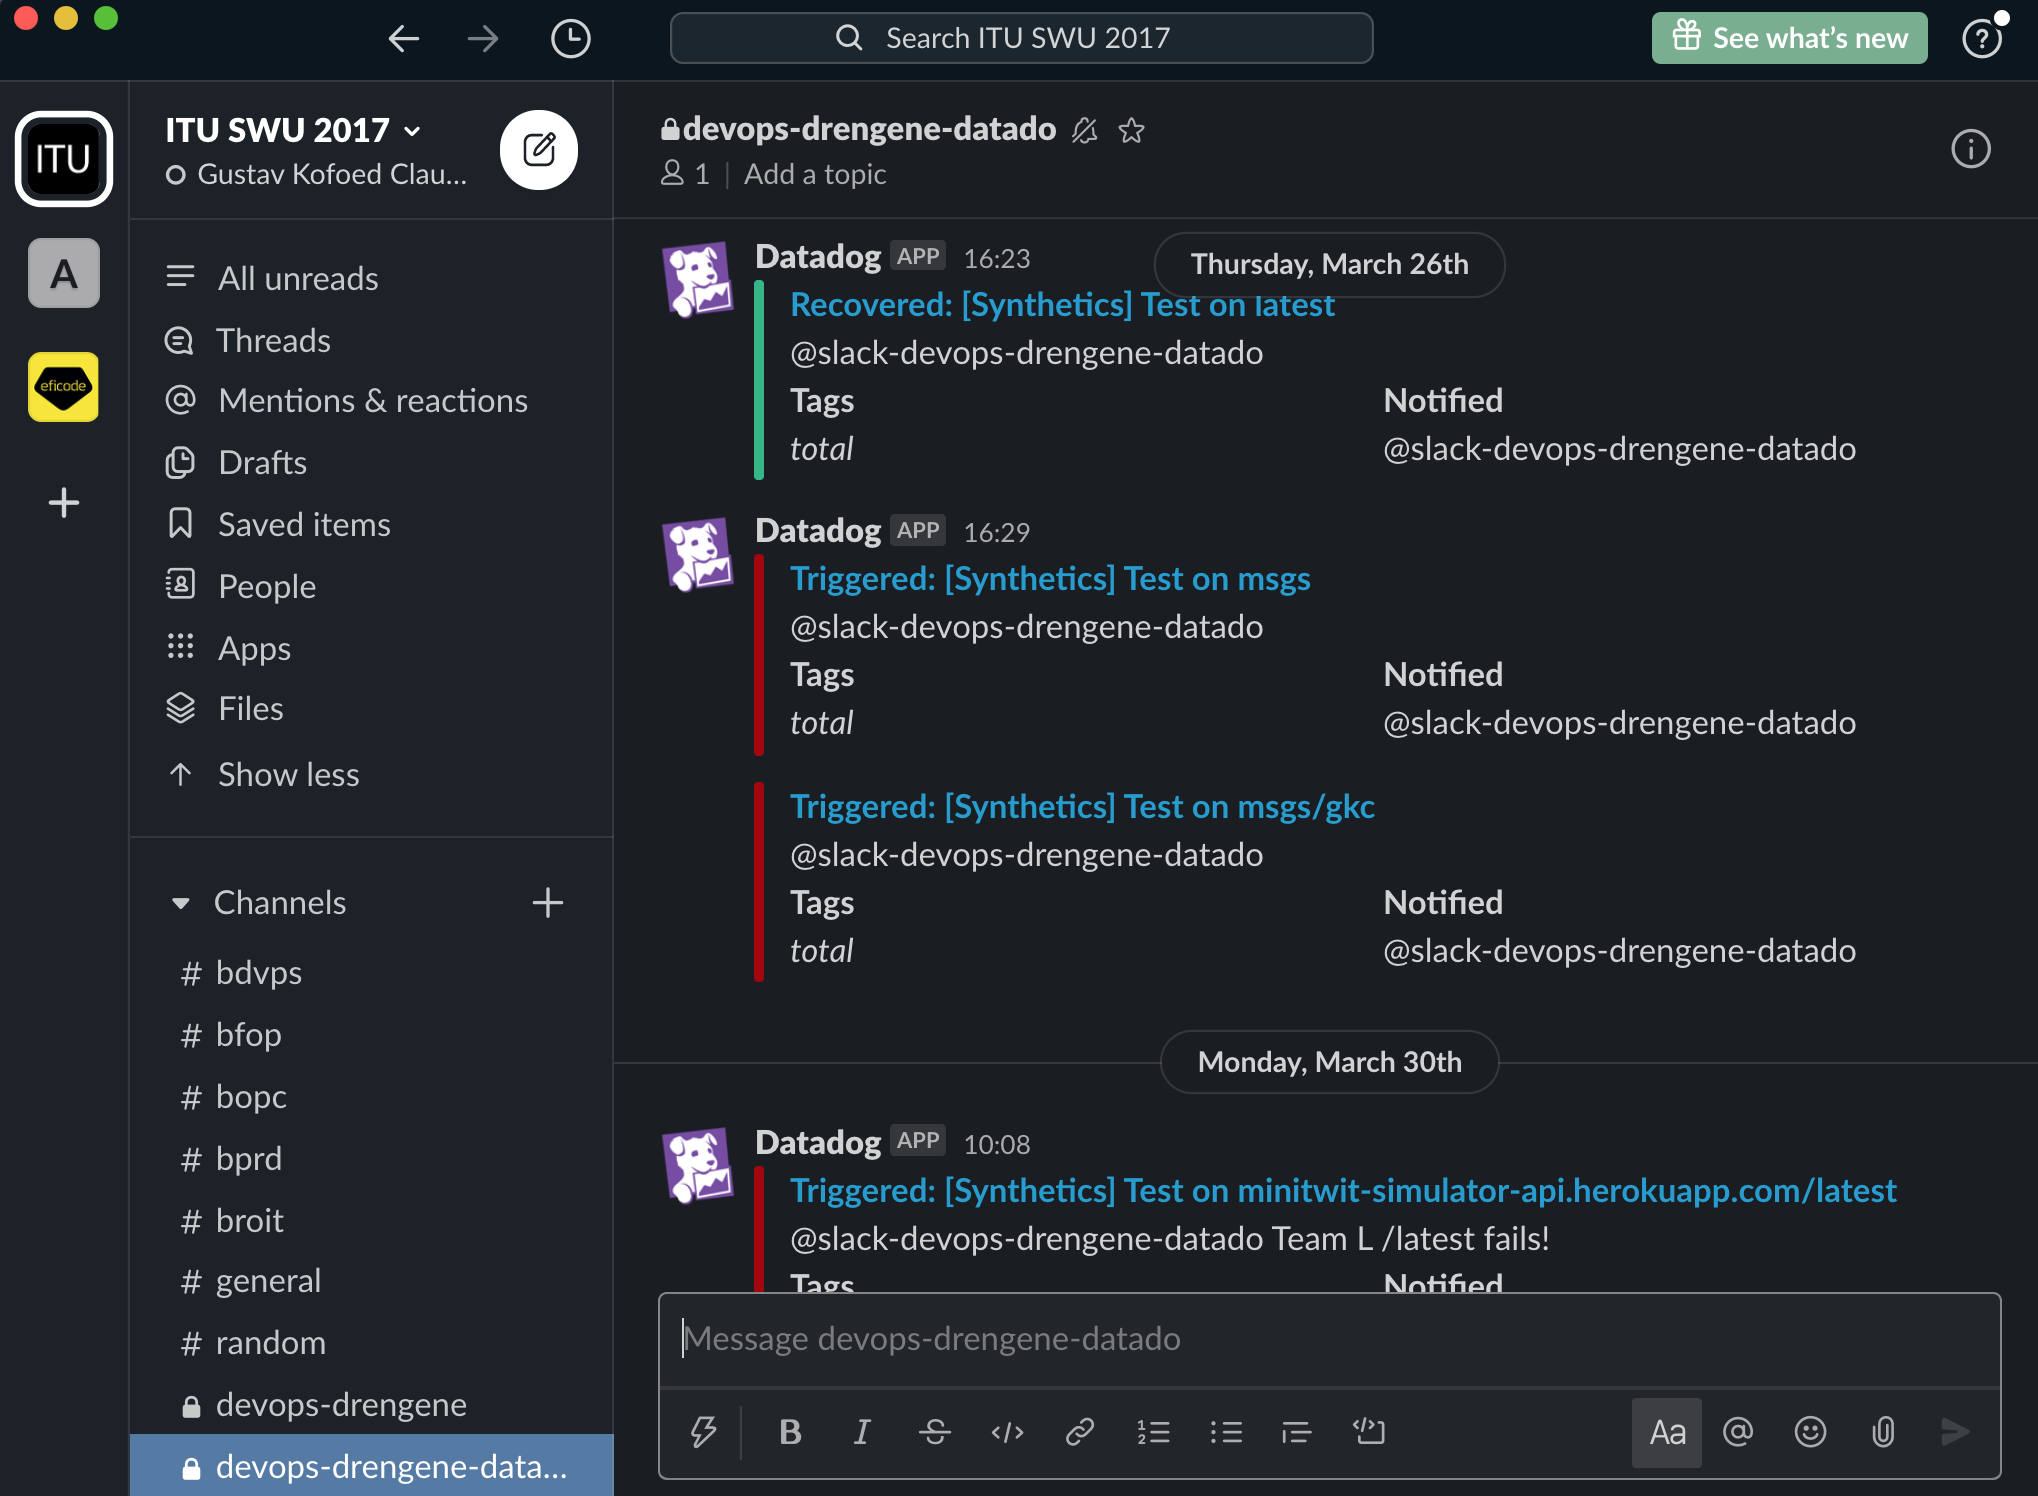 Search ITU SWU 2017
See what's new
ITU
ITU SWU 2017
Gustav Kofoed Clau...
A
eficode
All unreads
Threads
Mentions & reactions
Drafts
Saved items
People
Apps
Files
Show less
Channels
# bdvps
# bfop
# bopc
# bprd
# broit
# general
# random
devops-drengene
devops-drengene-data...
devops-drengene-datado
1 | Add a topic
Thursday, March 26th
Datadog APP 16:23
Recovered: [Synthetics] Test on latest
@slack-devops-drengene-datado
Tags Notified
total @slack-devops-drengene-datado
Datadog APP 16:29
Triggered: [Synthetics] Test on msgs
@slack-devops-drengene-datado
Tags Notified
total @slack-devops-drengene-datado
Triggered: [Synthetics] Test on msgs/gkc
@slack-devops-drengene-datado
Tags Notified
total @slack-devops-drengene-datado
Monday, March 30th
Datadog APP 10:08
Triggered: [Synthetics] Test on minitwit-simulator-api.herokuapp.com/latest
@slack-devops-drengene-datado Team L /latest fails!
Tags Notified
Message devops-drengene-datado
B I S </> Aa @